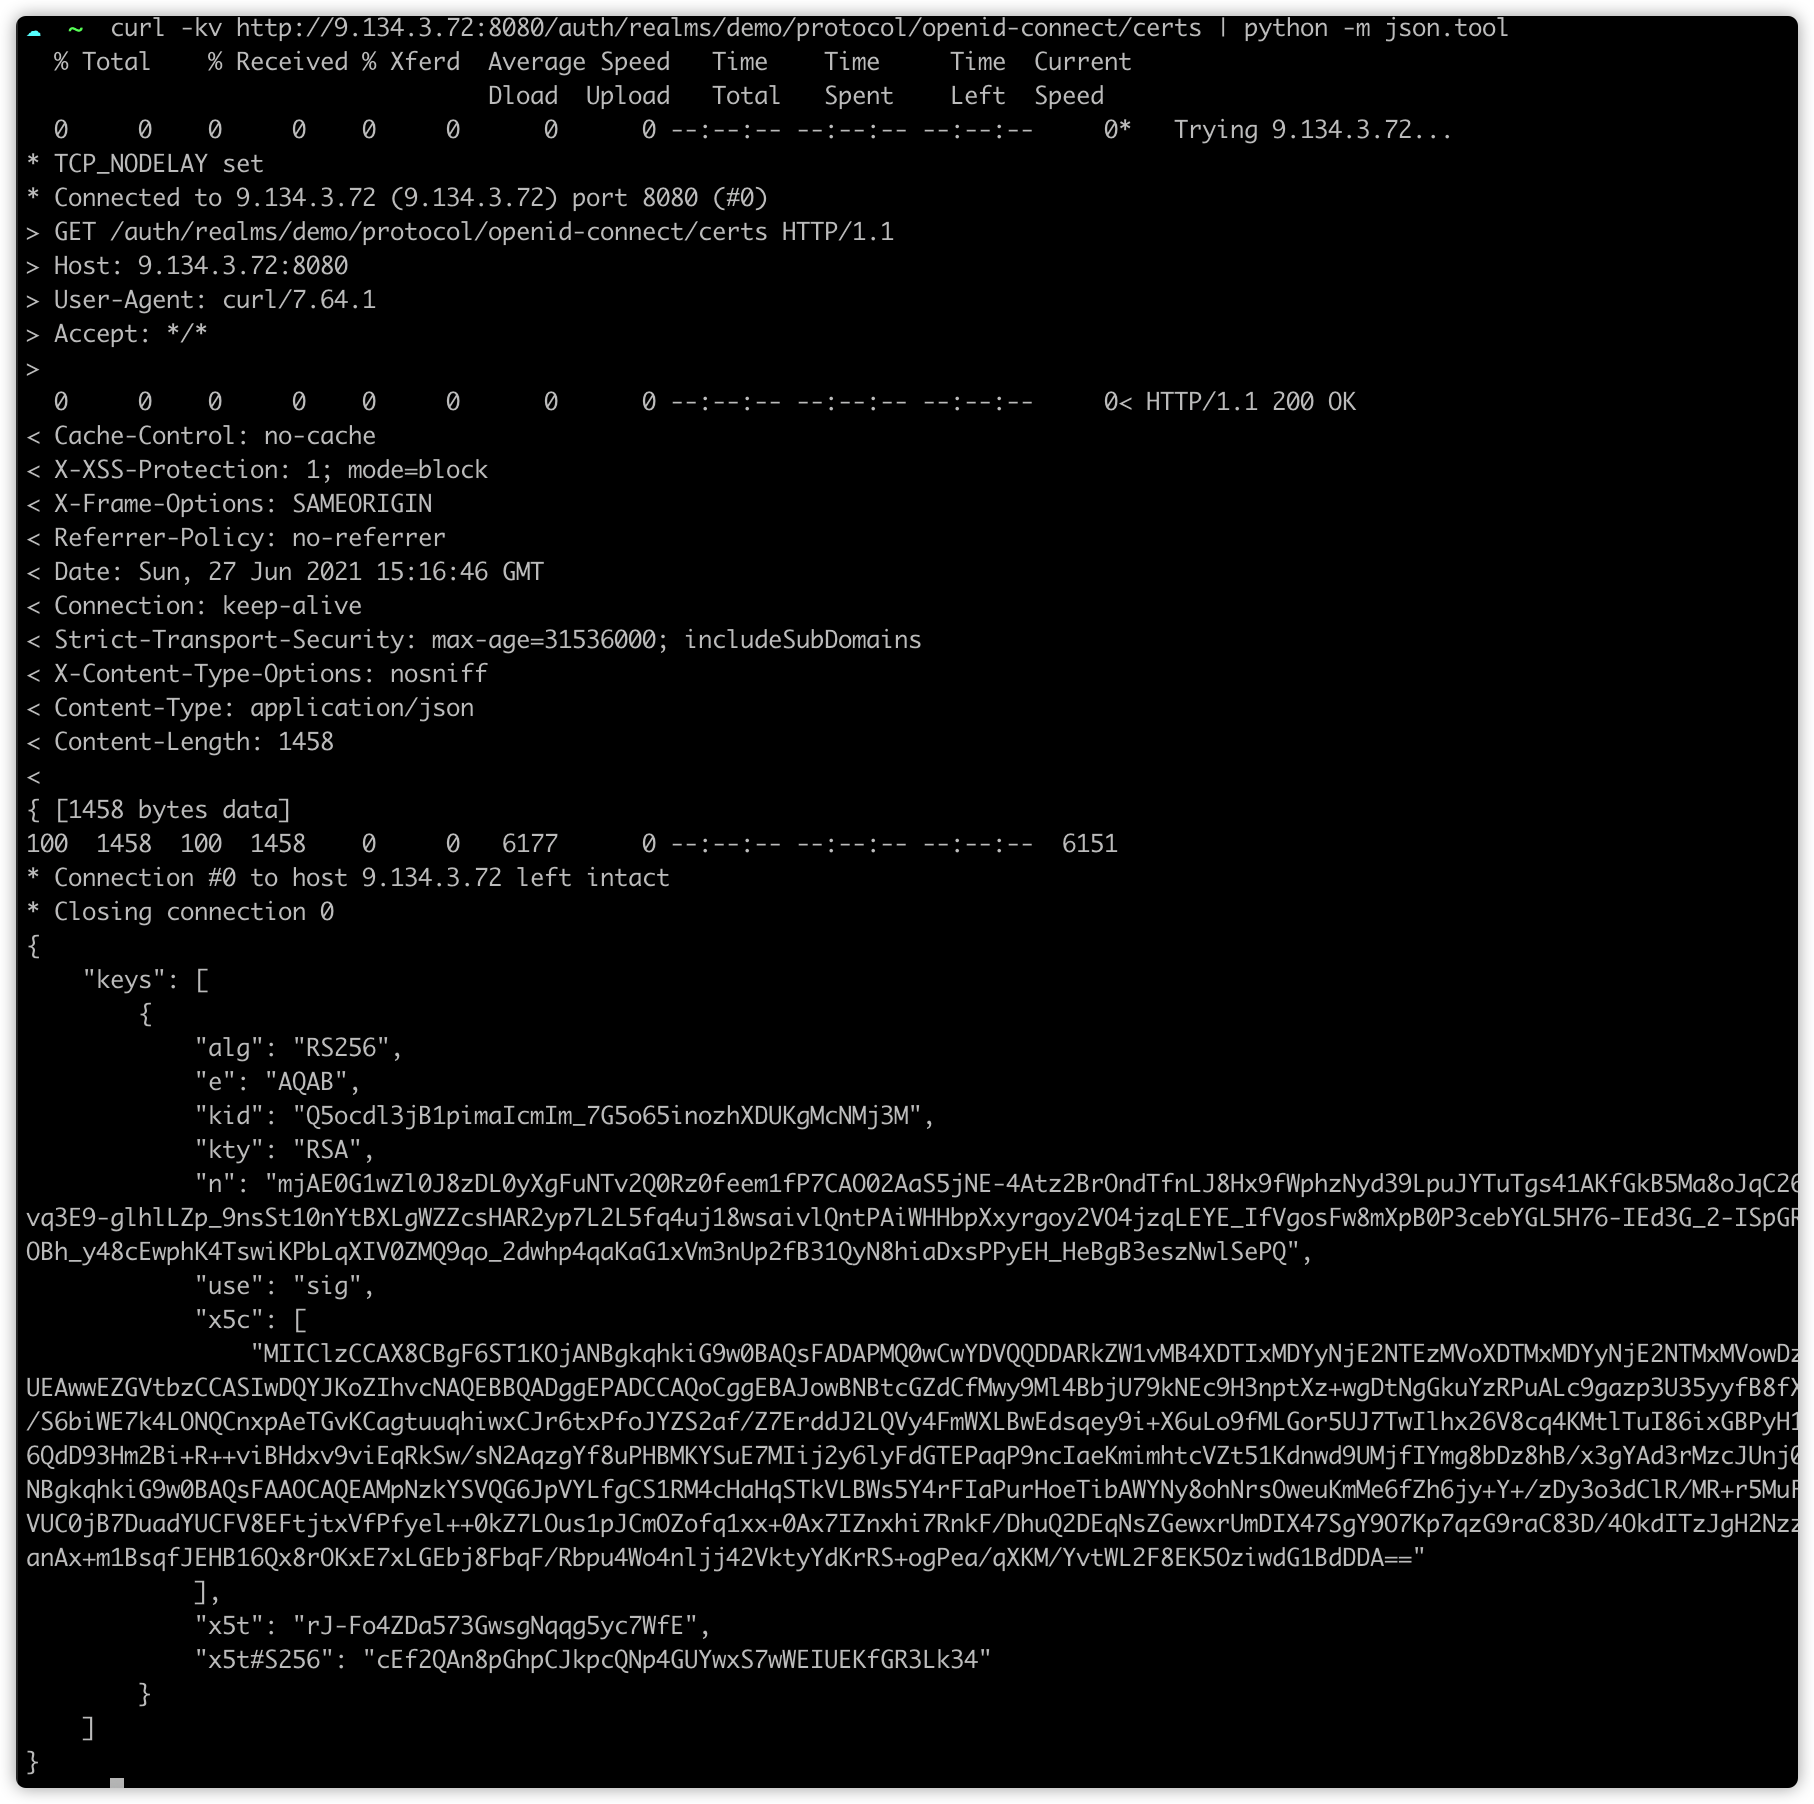 ~ curl -kv http://9.134.3.72:8080/auth/realms/demo/protocol/openid-connect/certs | python -m json.tool
% Total % Received % Xferd Average Speed Time Time Time Current
Dload Upload Total Spent Left Speed
0 0 0 0 0 0 0 0 --:--:-- --:--:-- --:--:-- 0* Trying 9.134.3.72...
* TCP_NODELAY set
* Connected to 9.134.3.72 (9.134.3.72) port 8080 (#0)
> GET /auth/realms/demo/protocol/openid-connect/certs HTTP/1.1
> Host: 9.134.3.72:8080
> User-Agent: curl/7.64.1
> Accept: */*
>
0 0 0 0 0 0 0 0 --:--:-- --:--:-- --:--:-- 0< HTTP/1.1 200 OK
< Cache-Control: no-cache
< X-XSS-Protection: 1; mode=block
< X-Frame-Options: SAMEORIGIN
< Referrer-Policy: no-referrer
< Date: Sun, 27 Jun 2021 15:16:46 GMT
< Connection: keep-alive
< Strict-Transport-Security: max-age=31536000; includeSubDomains
< X-Content-Type-Options: nosniff
< Content-Type: application/json
< Content-Length: 1458
<
{ [1458 bytes data]
100 1458 100 1458 0 0 6177 0 --:--:-- --:--:-- --:--:-- 6151
* Connection #0 to host 9.134.3.72 left intact
* Closing connection 0
{
"keys": [
{
"alg": "RS256",
"e": "AQAB",
"kid": "Q5ocdl3jB1pimaIcmIm_7G5o65inozhXDUKgMcNMj3M",
"kty": "RSA",
"n": "mjAE0G1wZl0J8zDL0yXgFuNTv2Q0Rz0feem1fP7CAO02AaS5jNE-4Atz2BrOndTfnLJ8Hx9fWphzNyd39LpuJYTuTgs41AKfGkB5Ma8oJqC26
vq3E9-glhlLZp_9nsSt10nYtBXLgWZZcsHAR2yp7L2L5fq4uj18wsaivlQntPAiWHHbpXxyrgoy2VO4jzqLEYE_IfVgosFw8mXpB0P3cebYGL5H76-IEd3G_2-ISpGR
OBh_y48cEwphK4TswiKPbLqXIV0ZMQ9qo_2dwhp4qaKaG1xVm3nUp2fB31QyN8hiaDxsPPyEH_HeBgB3eszNwlSePQ",
"use": "sig",
"x5c": [
"MIIClzCCAX8CBgF6ST1KOjANBgkqhkiG9w0BAQsFADAPMQ0wCwYDVQQDDARkZW1vMB4XDTIxMDYyNjE2NTEzMVoXDTMxMDYyNjE2NTMxMVowDz
UEAwwEZGVtbzCCASIwDQYJKoZIhvcNAQEBBQADggEPADCCAQoCggEBAJowBNBtcGZdCfMwy9Ml4BbjU79kNEc9H3nptXz+wgDtNgGkuYzRPuALc9gazp3U35yyfB8fX
/S6biWE7k4LONQCnxpAeTGvKCagtuuqhiwxCJr6txPfoJYZS2af/Z7ErddJ2LQVy4FmWXLBwEdsqey9i+X6uLo9fMLGor5UJ7TwIlhx26V8cq4KMtlTuI86ixGBPyH1
6QdD93Hm2Bi+R++viBHdxv9viEqRkSw/sN2AqzgYf8uPHBMKYSuE7MIij2y6lyFdGTEPaqP9ncIaeKmimhtcVZt51Kdnwd9UMjfIYmg8bDz8hB/x3gYAd3rMzcJUnj0
NBgkqhkiG9w0BAQsFAAOCAQEAMpNzkYSVQG6JpVYLfgCS1RM4cHaHqSTkVLBWs5Y4rFIaPurHoeTibAWYNy8ohNrsOweuKmMe6fZh6jy+Y+/zDy3o3dClR/MR+r5MuF
VUC0jB7DuadYUCFV8EFtjtxVfPfyel++0kZ7LOus1pJCmOZofq1xx+0Ax7IZnxhi7RnkF/DhuQ2DEqNsZGewxrUmDIX47SgY9O7Kp7qzG9raC83D/4OkdITzJgH2Nzz
anAx+m1BsqfJEHB16Qx8rOKxE7xLGEbj8FbqF/Rbpu4Wo4nljj42VktyYdKrRS+ogPea/qXKM/YvtWL2F8EK5OziwdG1BdDDA=="
],
"x5t": "rJ-Fo4ZDa573GwsgNqqg5yc7WfE",
"x5t#S256": "cEf2QAn8pGhpCJkpcQNp4GUYwxS7wWEIUEKfGR3Lk34"
}
]
}